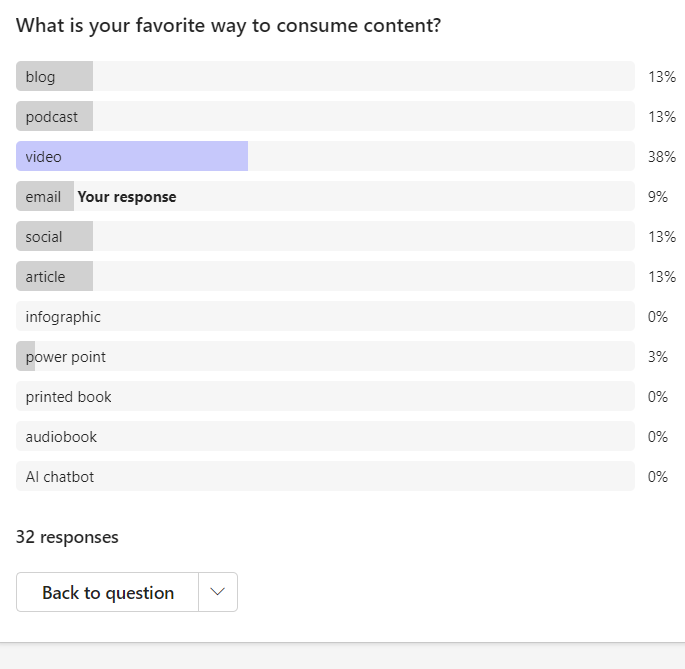 What is your favorite way to consume content?
blog 13%
podcast 13%
video 38%
email Your response 9%
social 13%
article 13%
infographic 0%
power point 3%
printed book 0%
audiobook 0%
AI chatbot 0%
32 responses
Back to question